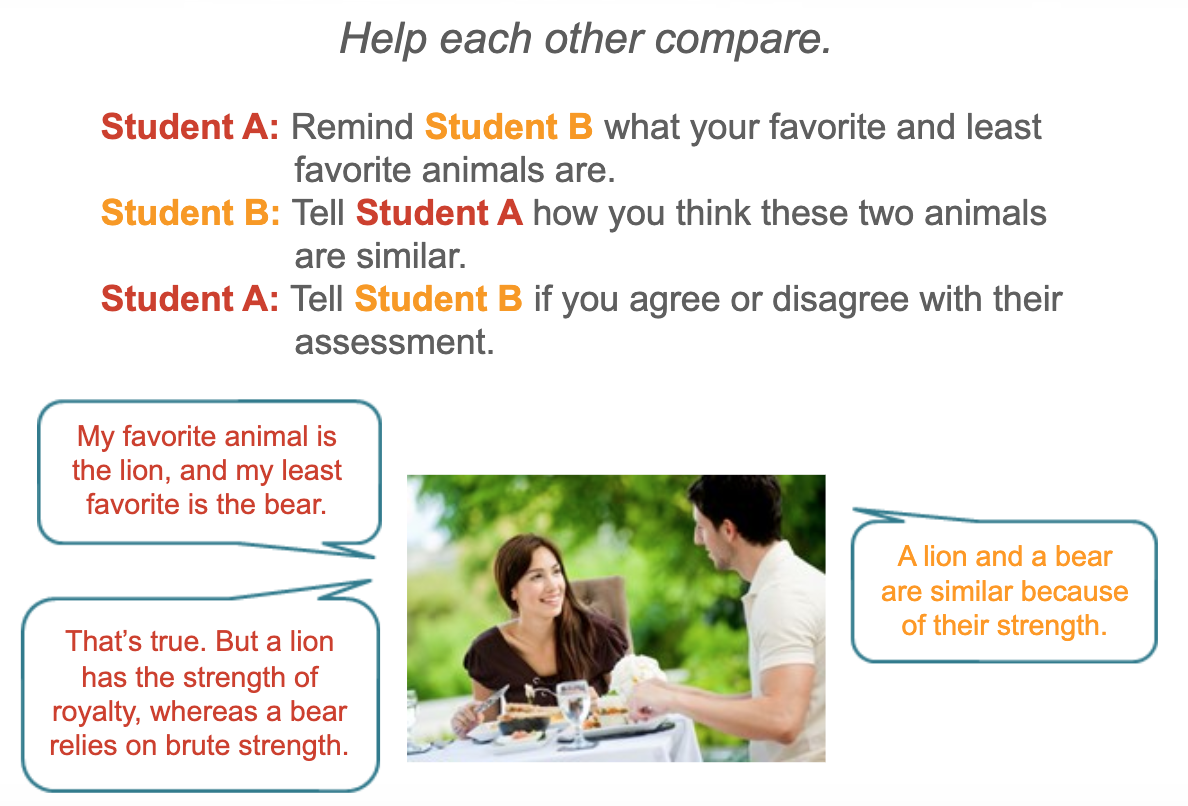 Help each other compare.
Student A: Remind Student B what your favorite and least
favorite animals are.
Student B: Tell Student A how you think these two animals
are similar.
Student A: Tell Student B if you agree or disagree with their
assessment.
My favorite animal is
the lion, and my least
favorite is the bear.
A lion and a bear
are similar because
of their strength.
That’s true. But a lion
has the strength of
royalty, whereas a bear
relies on brute strength.